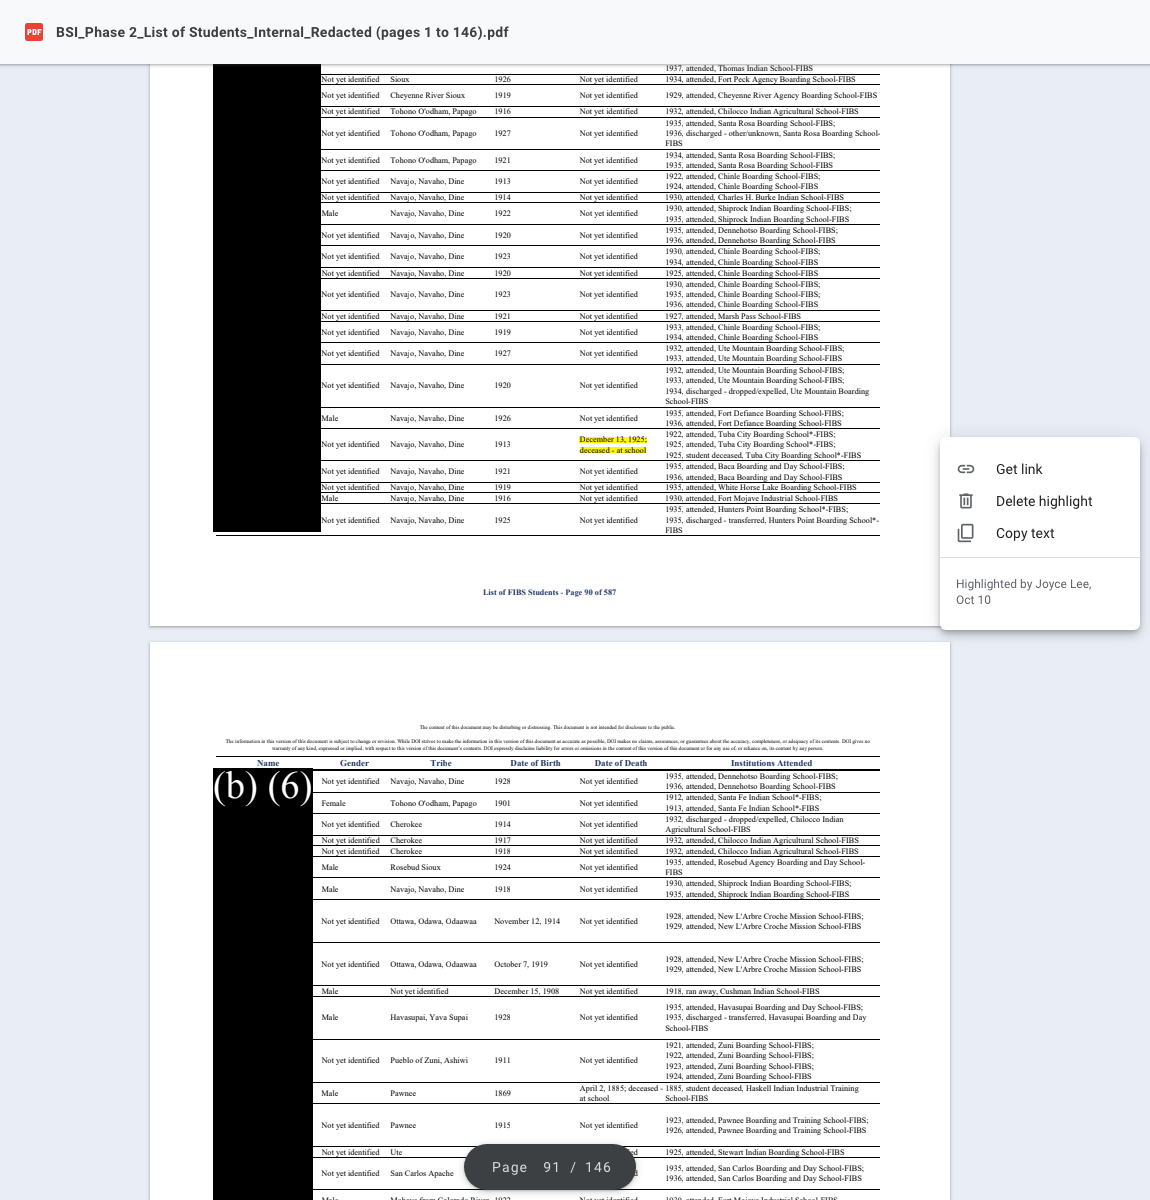 PDF BSI_Phase 2_List of Students_Internal_Redacted (pages 1 to 146).pdf
1937, attended, Thomas Indian School-FIBS
Not yet identified Sioux 1926 Not yet identified 1934, attended, Fort Peck Agency Boarding School-FIBS
Not yet identified Cheyenne River Sioux 1919 Not yet identified 1929, attended, Cheyenne River Agency Boarding School-FIBS
Not yet identified Tohono O'odham, Papago 1916 Not yet identified 1932, attended, Chilocco Indian Agricultural School-FIBS
1935, attended, Santa Rosa Boarding School-FIBS;
Not yet identified Tohono O'odham, Papago 1927 Not yet identified 1936, discharged - other/unknown, Santa Rosa Boarding School-
FIBS
1934, attended, Santa Rosa Boarding School-FIBS;
Not yet identified Tohono O'odham, Papago 1921 Not yet identified
1935, attended, Santa Rosa Boarding School-FIBS
1922, attended, Chinle Boarding School-FIBS;
Not yet identified Navajo, Navaho, Dine 1913 Not yet identified
1924, attended, Chinle Boarding School-FIBS
Not yet identified Navajo, Navaho, Dine 1914 Not yet identified 1930, attended, Charles H. Burke Indian School-FIBS
1930, attended, Shiprock Indian Boarding School-FIBS;
Male Navajo, Navaho, Dine 1922 Not yet identified
1935, attended, Shiprock Indian Boarding School-FIBS
1935, attended, Dennehotso Boarding School-FIBS;
Not yet identified Navajo, Navaho, Dine 1920 Not yet identified
1936, attended, Dennehotso Boarding School-FIBS
1930, attended, Chinle Boarding School-FIBS;
Not yet identified Navajo, Navaho, Dine 1923 Not yet identified
1934, attended, Chinle Boarding School-FIBS
Not yet identified Navajo, Navaho, Dine 1920 Not yet identified 1925, attended, Chinle Boarding School-FIBS
1930, attended, Chinle Boarding School-FIBS;
Not yet identified Navajo, Navaho, Dine 1923 Not yet identified 1935, attended, Chinle Boarding School-FIBS;
1936, attended, Chinle Boarding School-FIBS
Not yet identified Navajo, Navaho, Dine 1921 Not yet identified 1927, attended, Marsh Pass School-FIBS
1933, attended, Chinle Boarding School-FIBS;
Not yet identified Navajo, Navaho, Dine 1919 Not yet identified
1934, attended, Chinle Boarding School-FIBS
1932, attended, Ute Mountain Boarding School-FIBS;
Not yet identified Navajo, Navaho, Dine 1927 Not yet identified
1933, attended, Ute Mountain Boarding School-FIBS
1932, attended, Ute Mountain Boarding School-FIBS;
1933, attended, Ute Mountain Boarding School-FIBS;
Not yet identified Navajo, Navaho, Dine 1920 Not yet identified
1934, discharged - dropped/expelled, Ute Mountain Boarding
School-FIBS
1935, attended, Fort Defiance Boarding School-FIBS;
Male Navajo, Navaho, Dine 1926 Not yet identified
1936, attended, Fort Defiance Boarding School-FIBS
1922, attended, Tuba City Boarding School*-FIBS;
Not yet identified Navajo, Navaho, Dine 1913 December 13, 1925; 1925, attended, Tuba City Boarding School*-FIBS;
deceased - at school 1925, student deceased, Tuba City Boarding School*-FIBS
1935, attended, Baca Boarding and Day School-FIBS;
Not yet identified Navajo, Navaho, Dine 1921 Not yet identified
1936, attended, Baca Boarding and Day School-FIBS
Not yet identified Navajo, Navaho, Dine 1919 Not yet identified 1935, attended, White Horse Lake Boarding School-FIBS
Male Navajo, Navaho, Dine 1916 Not yet identified 1930, attended, Fort Mojave Industrial School-FIBS
1935, attended, Hunters Point Boarding School*-FIBS;
Not yet identified Navajo, Navaho, Dine 1925 Not yet identified 1935, discharged - transferred, Hunters Point Boarding School*-
FIBS
List of FIBS Students - Page 90 of 587
Get link
Delete highlight
Copy text
Highlighted by Joyce Lee,
Oct 10
The content of this document may be disturbing or distressing. This document is not intended for disclosure to the public.
The information in this version of this document is subject to change or revision. While DOI strives to make the information in this version of this document as accurate as possible, DOI makes no claims, assurances, or guarantees about the accuracy, completeness, or adequacy of its contents. DOI gives no
warranty of any kind, expressed or implied, with respect to this version of this document's contents. DOI expressly disclaims liability for errors or omissions in the content of this version of this document or for any use of, or reliance on, its content by any person.
Name Gender Tribe Date of Birth Date of Death Institutions Attended
(b) (6)
1935, attended, Dennehotso Boarding School-FIBS;
Not yet identified Navajo, Navaho, Dine 1928 Not yet identified
1936, attended, Dennehotso Boarding School-FIBS
1912, attended, Santa Fe Indian School*-FIBS;
Female Tohono O'odham, Papago 1901 Not yet identified
1913, attended, Santa Fe Indian School*-FIBS
1932, discharged - dropped/expelled, Chilocco Indian
Not yet identified Cherokee 1914 Not yet identified
Agricultural School-FIBS
Not yet identified Cherokee 1917 Not yet identified 1932, attended, Chilocco Indian Agricultural School-FIBS
Not yet identified Cherokee 1918 Not yet identified 1932, attended, Chilocco Indian Agricultural School-FIBS
1935, attended, Rosebud Agency Boarding and Day School-
Male Rosebud Sioux 1924 Not yet identified
FIBS
1930, attended, Shiprock Indian Boarding School-FIBS;
Male Navajo, Navaho, Dine 1918 Not yet identified
1935, attended, Shiprock Indian Boarding School-FIBS
1928, attended, New L'Arbre Croche Mission School-FIBS;
Not yet identified Ottawa, Odawa, Odaawaa November 12, 1914 Not yet identified
1929, attended, New L'Arbre Croche Mission School-FIBS
1928, attended, New L'Arbre Croche Mission School-FIBS;
Not yet identified Ottawa, Odawa, Odaawaa October 7, 1919 Not yet identified
1929, attended, New L'Arbre Croche Mission School-FIBS
Male Not yet identified December 15, 1908 Not yet identified 1918, ran away, Cushman Indian School-FIBS
1935, attended, Havasupai Boarding and Day School-FIBS;
Male Havasupai, Yava Supai 1928 Not yet identified 1935, discharged - transferred, Havasupai Boarding and Day
School-FIBS
1921, attended, Zuni Boarding School-FIBS;
1922, attended, Zuni Boarding School-FIBS;
Not yet identified Pueblo of Zuni, Ashiwi 1911 Not yet identified
1923, attended, Zuni Boarding School-FIBS;
1924, attended, Zuni Boarding School-FIBS
April 2, 1885; deceased - 1885, student deceased, Haskell Indian Industrial Training
Male Pawnee 1869
at school School-FIBS
1923, attended, Pawnee Boarding and Training School-FIBS;
Not yet identified Pawnee 1915 Not yet identified
1926, attended, Pawnee Boarding and Training School-FIBS
Not yet identified Ute 1925, attended, Stewart Indian Boarding School-FIBS
1935, attended, San Carlos Boarding and Day School-FIBS;
Not yet identified San Carlos Apache
1936, attended, San Carlos Boarding and Day School-FIBS
Page 91 / 146